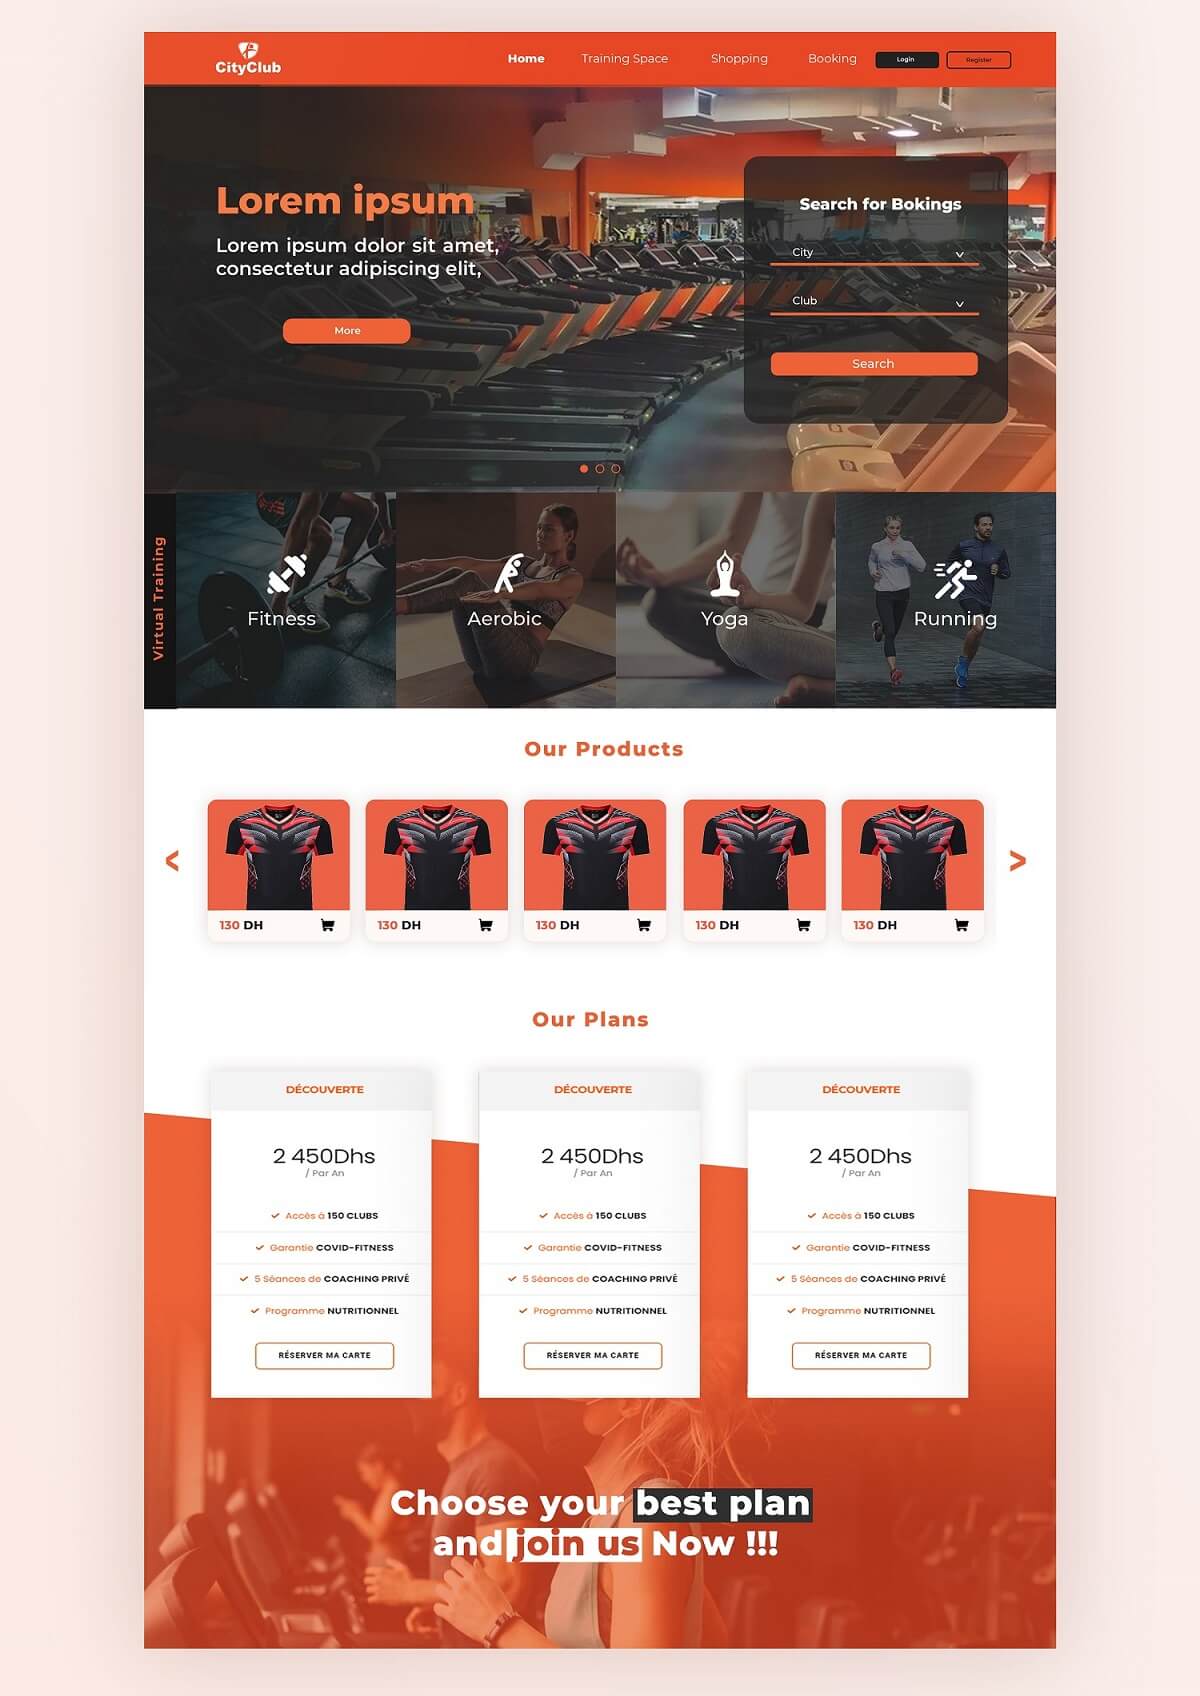 CityClub
Home
Training Space
Shopping
Booking
Login
Register
Lorem ipsum
Lorem ipsum dolor sit amet,
consectetur adipiscing elit,
More
Search for Bokings
City
Club
Search
Virtual Training
Fitness
Aerobic
Yoga
Running
Our Products
<
130 DH
130 DH
130 DH
130 DH
130 DH
>
Our Plans
DÉCOUVERTE
2 450Dhs
/ Par An
Accès à 150 CLUBS
Garantie COVID-FITNESS
5 Séances de COACHING PRIVÉ
Programme NUTRITIONNEL
RÉSERVER MA CARTE
DÉCOUVERTE
2 450Dhs
/ Par An
Accès à 150 CLUBS
Garantie COVID-FITNESS
5 Séances de COACHING PRIVÉ
Programme NUTRITIONNEL
RÉSERVER MA CARTE
DÉCOUVERTE
2 450Dhs
/ Par An
Accès à 150 CLUBS
Garantie COVID-FITNESS
5 Séances de COACHING PRIVÉ
Programme NUTRITIONNEL
RÉSERVER MA CARTE
Choose your best plan
and join us Now !!!